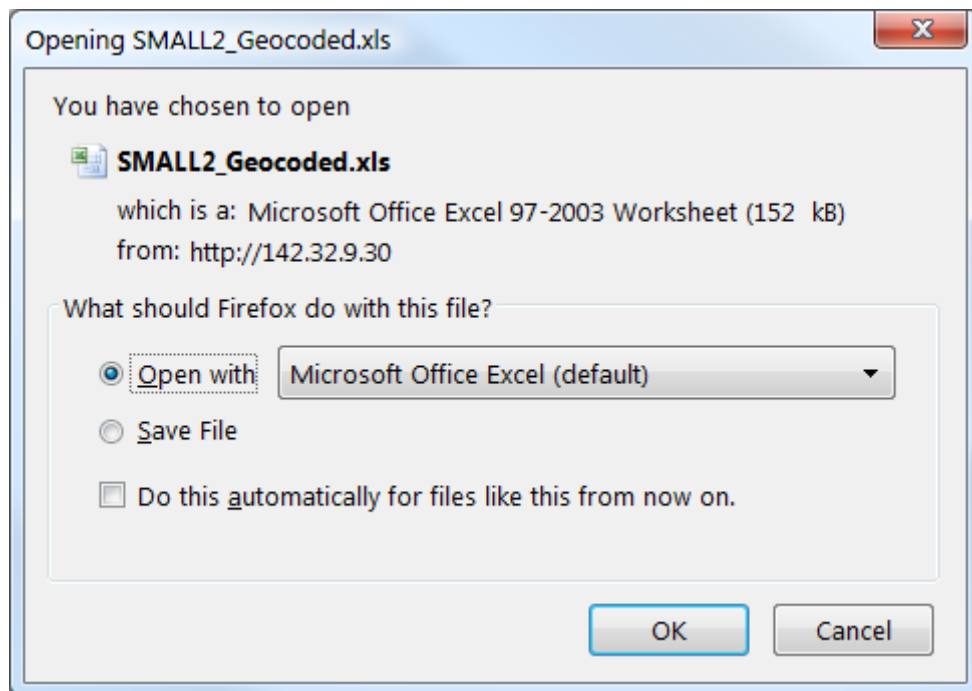 Opening SMALL2_Geocoded.xls
You have chosen to open
SMALL2_Geocoded.xls
which is a: Microsoft Office Excel 97-2003 Worksheet (152 kB)
from: http://142.32.9.30
What should Firefox do with this file?
Open with Microsoft Office Excel (default)
Save File
Do this automatically for files like this from now on.
OK Cancel